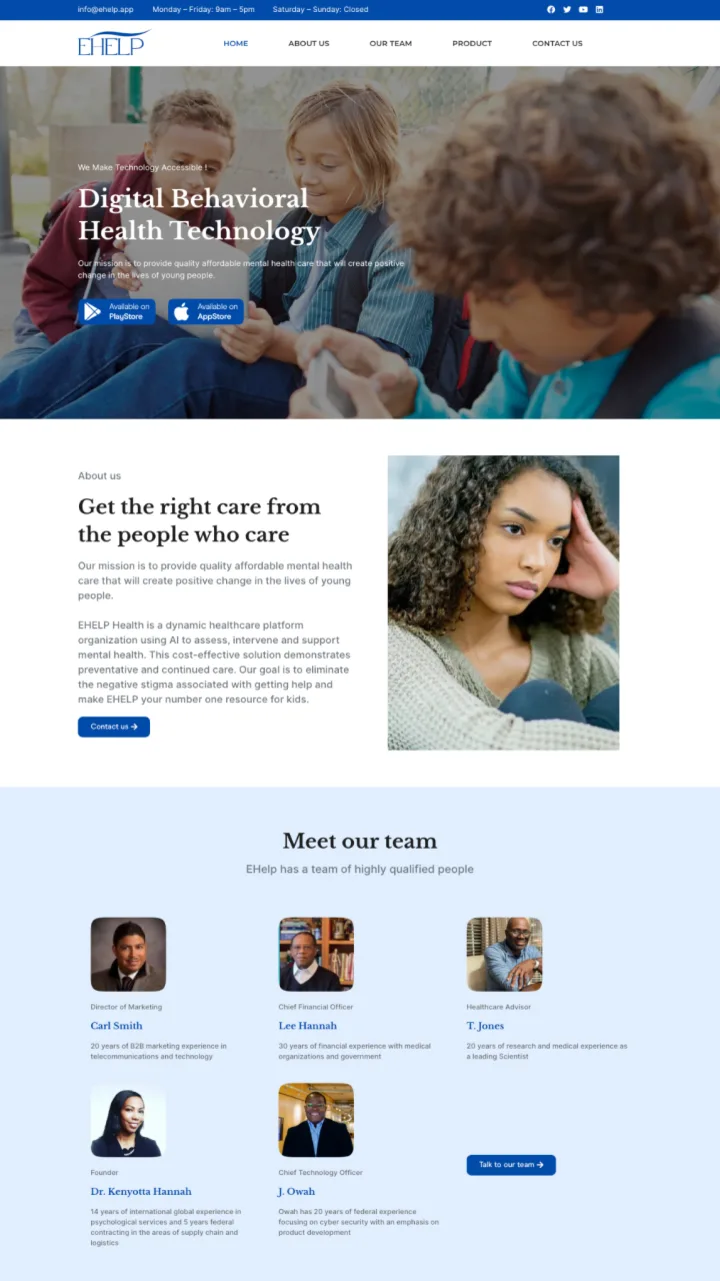 info@ehelp.app Monday – Friday: 9am – 5pm Saturday – Sunday: Closed
EHELP
HOME ABOUT US OUR TEAM PRODUCT CONTACT US
We Make Technology Accessible !
Digital Behavioral
Health Technology
Our mission is to provide quality affordable mental health care that will create positive
change in the lives of young people.
Available on
PlayStore
Available on
AppStore
About us
Get the right care from
the people who care
Our mission is to provide quality affordable mental health
care that will create positive change in the lives of young
people.
EHELP Health is a dynamic healthcare platform
organization using AI to assess, intervene and support
mental health. This cost-effective solution demonstrates
preventative and continued care. Our goal is to eliminate
the negative stigma associated with getting help and
make EHELP your number one resource for kids.
Contact us
Meet our team
EHelp has a team of highly qualified people
Director of Marketing
Carl Smith
20 years of B2B marketing experience in
telecommunications and technology
Chief Financial Officer
Lee Hannah
30 years of financial experience with medical
organizations and government
Healthcare Advisor
T. Jones
20 years of research and medical experience as
a leading Scientist
Founder
Dr. Kenyotta Hannah
14 years of international global experience in
psychological services and 5 years federal
contracting in the areas of supply chain and
logistics
Chief Technology Officer
J. Owah
Owah has 20 years of federal experience
focusing on cyber security with an emphasis on
product development
Talk to our team